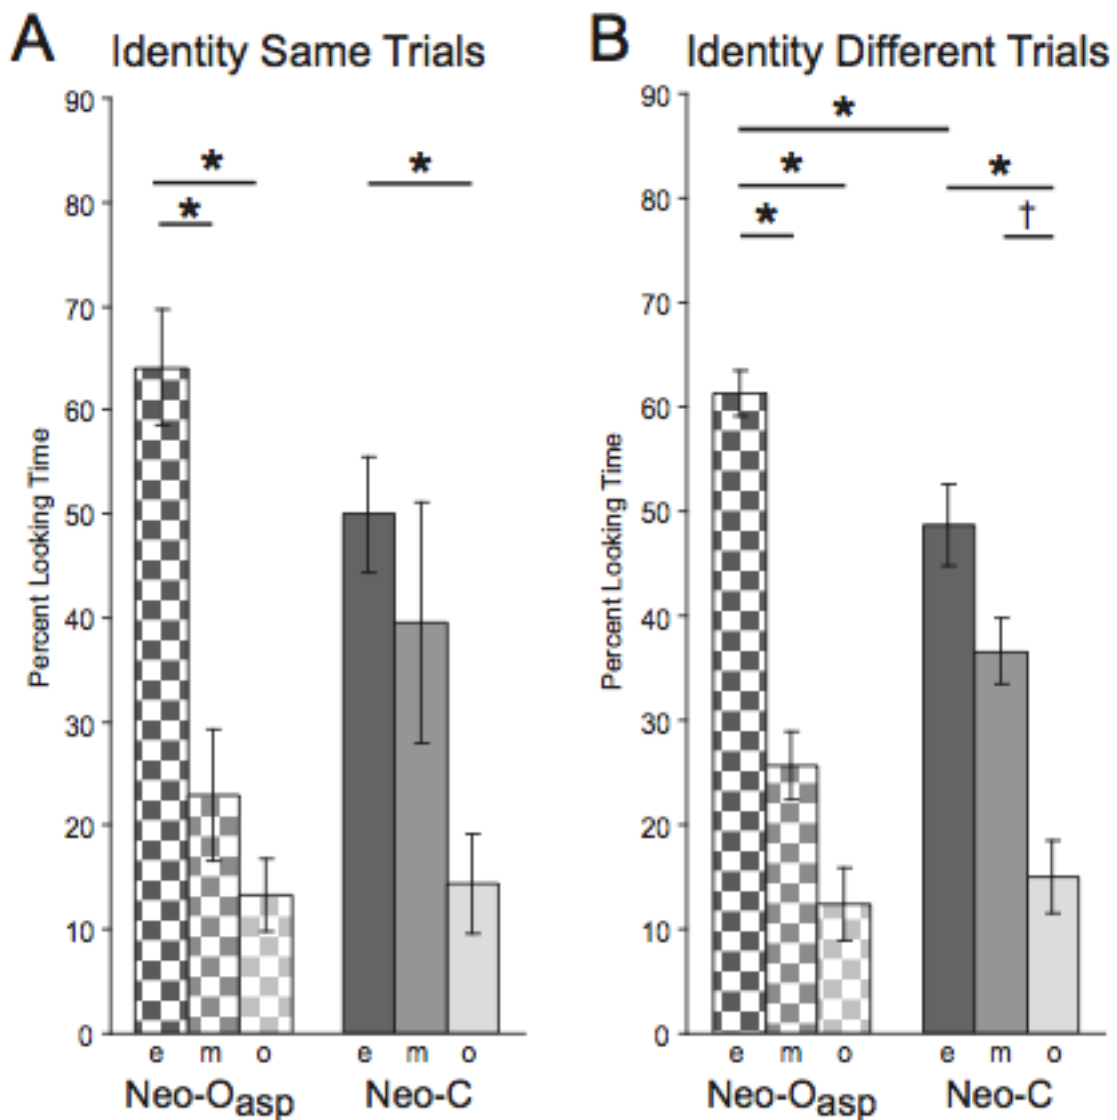 A Identity Same Trials
90
80
70
60
50
40
30
20
10
0
Percent Looking Time
* * *
e m o e m o
Neo-Oasp Neo-C
B Identity Different Trials
90
80
70
60
50
40
30
20
10
0
Percent Looking Time
*
* *
* †
e m o e m o
Neo-Oasp Neo-C